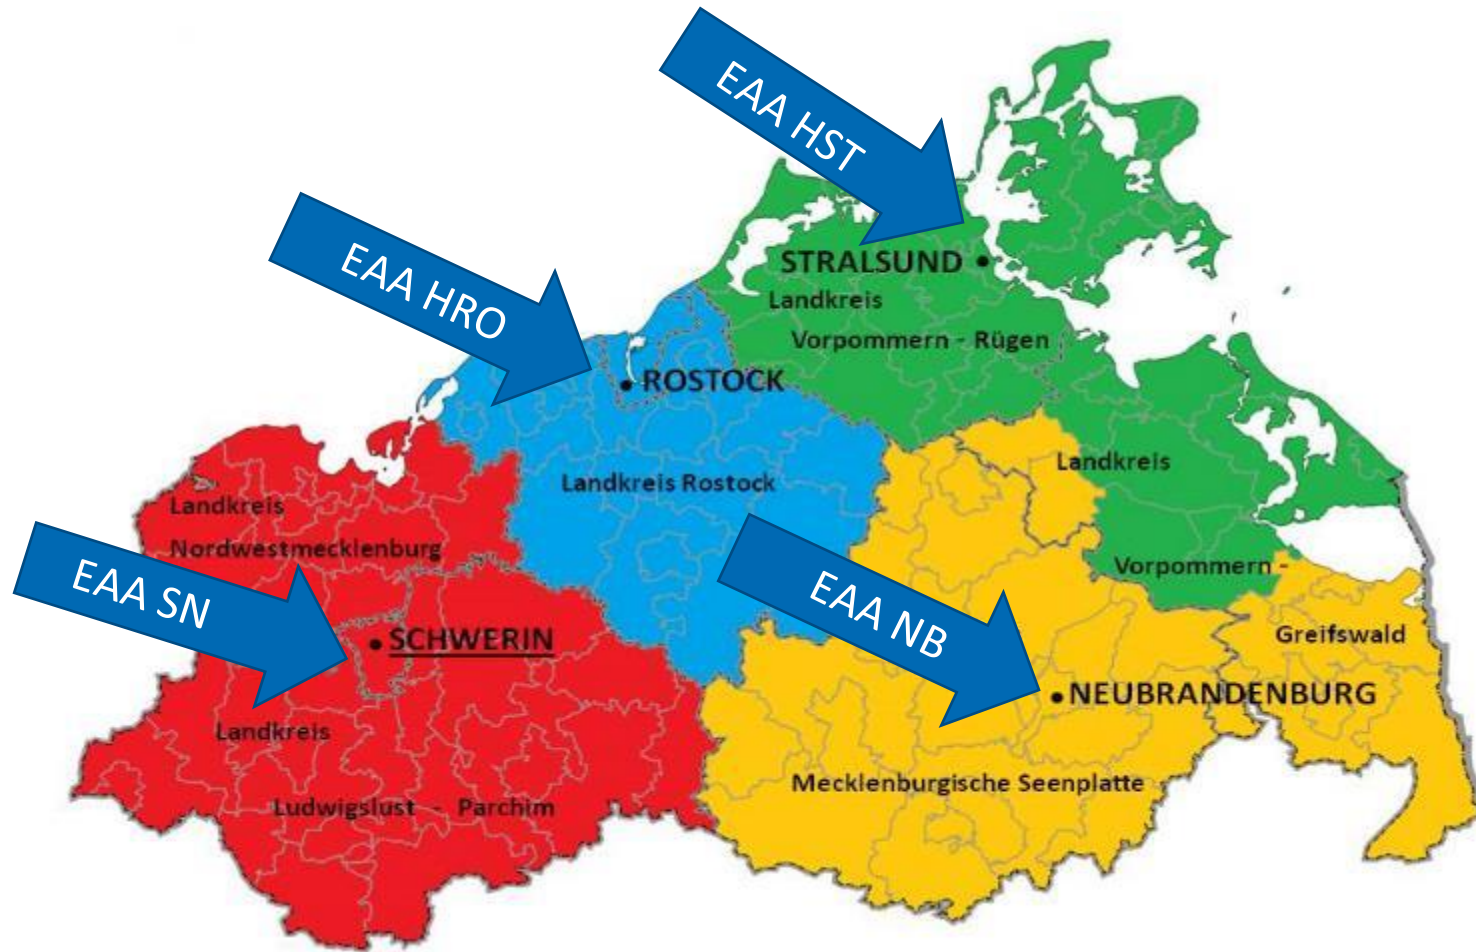 EAA HST
EAA HRO
STRALSUND
Landkreis
Vorpommern - Rügen
ROSTOCK
Landkreis
Landkreis Rostock
Landkreis
Nordwestmecklenburg
Vorpommern -
EAA SN
EAA NB
Greifswald
SCHWERIN
NEUBRANDENBURG
Landkreis
Mecklenburgische Seenplatte
Ludwigslust - Parchim